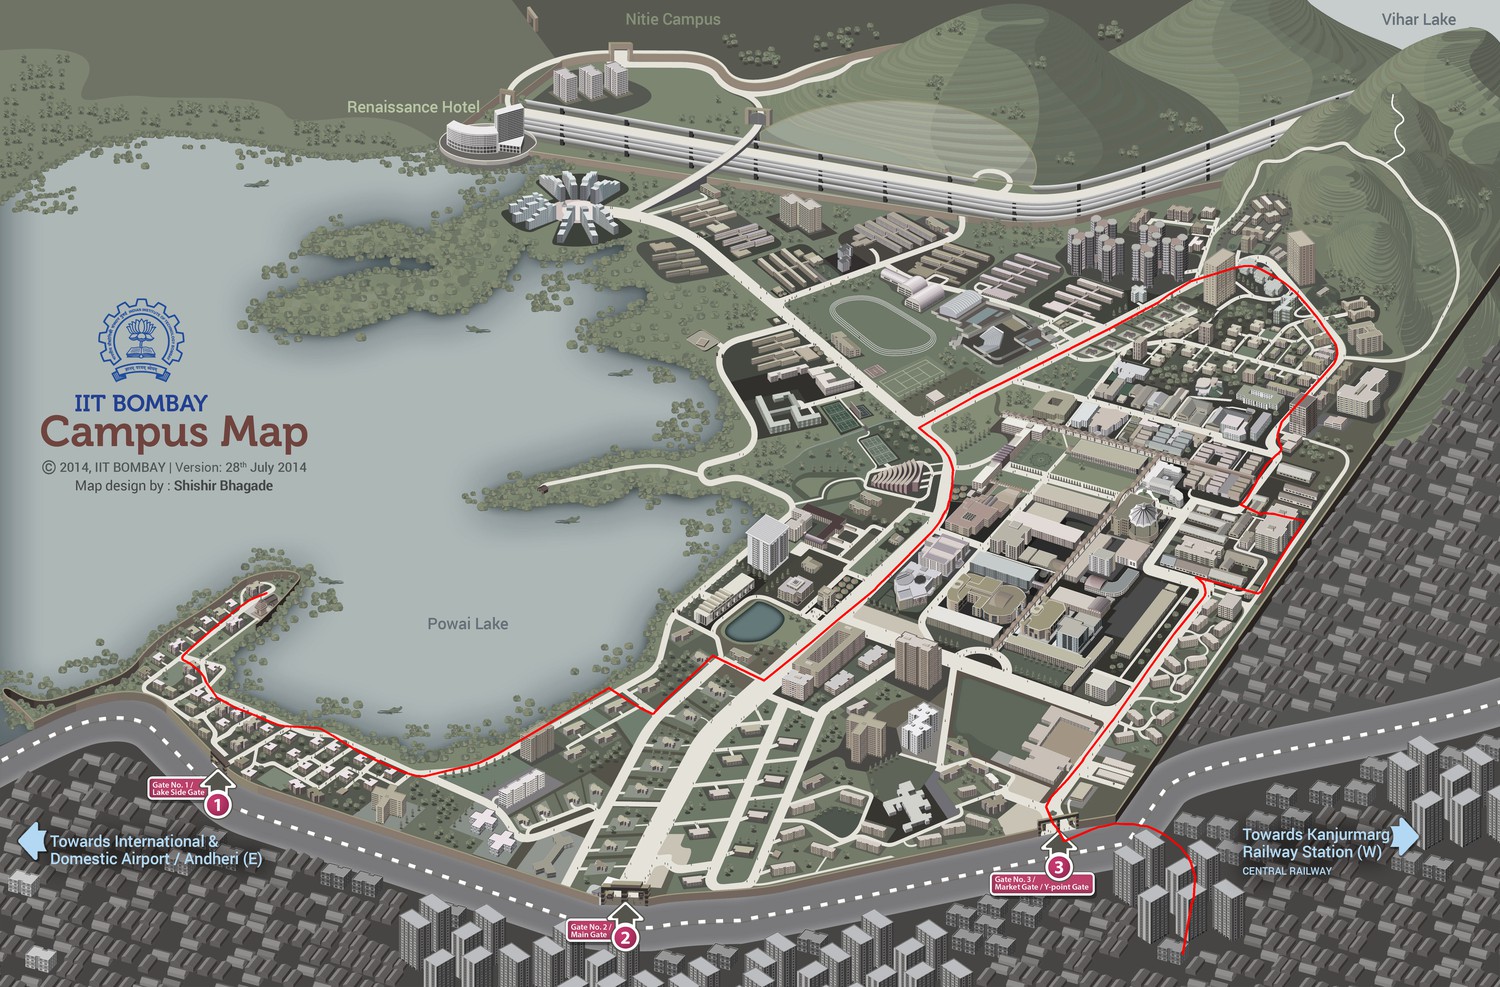 Nitie Campus
Vihar Lake
Renaissance Hotel
IIT BOMBAY
Campus Map
© 2014, IIT BOMBAY | Version: 28th July 2014
Map design by : Shishir Bhagade
Powai Lake
Gate No. 1 /
Lake Side Gate
1
Towards International &
Domestic Airport / Andheri (E)
Towards Kanjurmarg
Railway Station (W)
CENTRAL RAILWAY
3
Gate No. 3 /
Market Gate / Y-point Gate
Gate No. 2 /
Main Gate
2